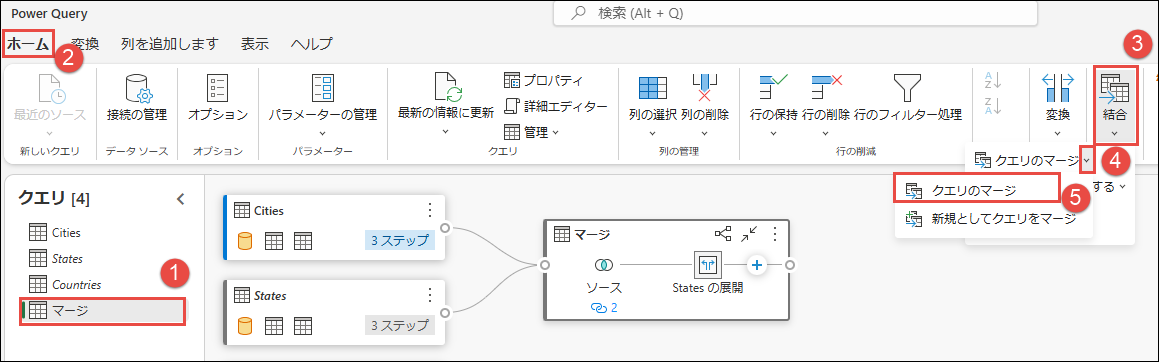 Power Query
検索 (Alt + Q)
ホーム 変換 列を追加します 表示 ヘルプ
2
3
最近のソース
接続の管理
オプション
パラメーターの管理
最新の情報に更新
プロパティ
詳細エディター
管理
列の選択
列の削除
行の保持
行の削除
行のフィルター処理
A
Z
Z
A
変換
結合
新しいクエリ
データ ソース
オプション
パラメーター
クエリ
列の管理
行の削減
クエリのマージ
4
クエリのマージ
5
する
新規としてクエリをマージ
クエリ [4]
Cities
States
Countries
1
マージ
Cities
3 ステップ
States
3 ステップ
マージ
ソース
2
States の展開